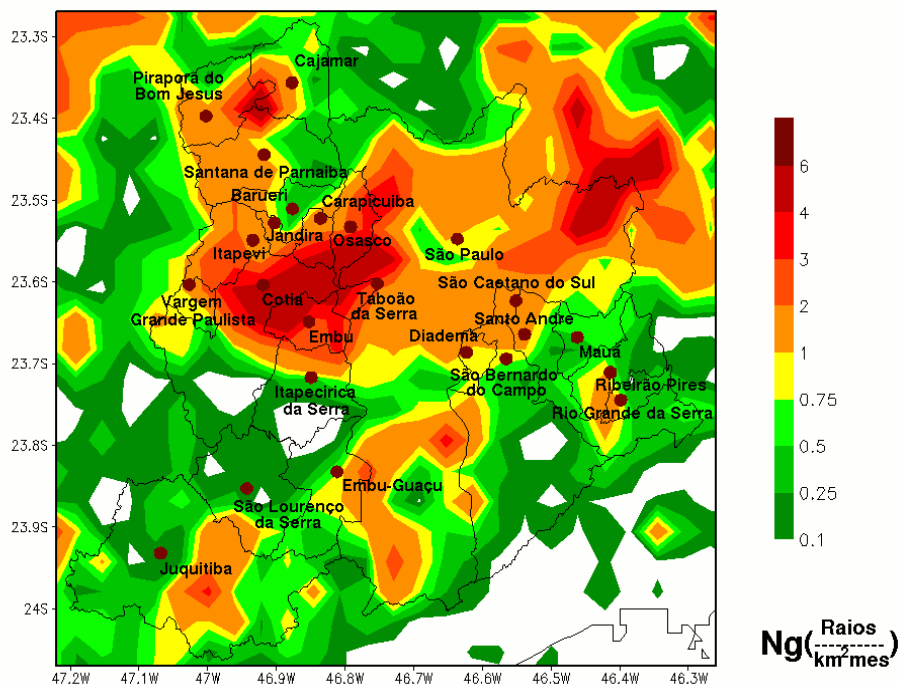 23.3S
23.4S
23.5S
23.6S
23.7S
23.8S
23.9S
24S
47.2W
47.1W
47W
46.9W
46.8W
46.7W
46.6W
46.5W
46.4W
46.3W
Cajamar
Pirapora do
Bom Jesus
Santana de Parnaiba
Barueri
Carapicuiba
Jandira
Osasco
Itapevi
São Paulo
São Caetano do Sul
Vargem
Grande Paulista
Cotia
Taboão
da Serra
Santo Andre
Embu
Diadema
Maua
São Bernardo
do Campo
Ribeirão Pires
Itapecirica
da Serra
Rio Grande da Serra
Embu-Guaçu
São Lourenço
da Serra
Juquitiba
6
4
3
2
1
0.75
0.5
0.25
0.1
Ng(Raios
km²mes)